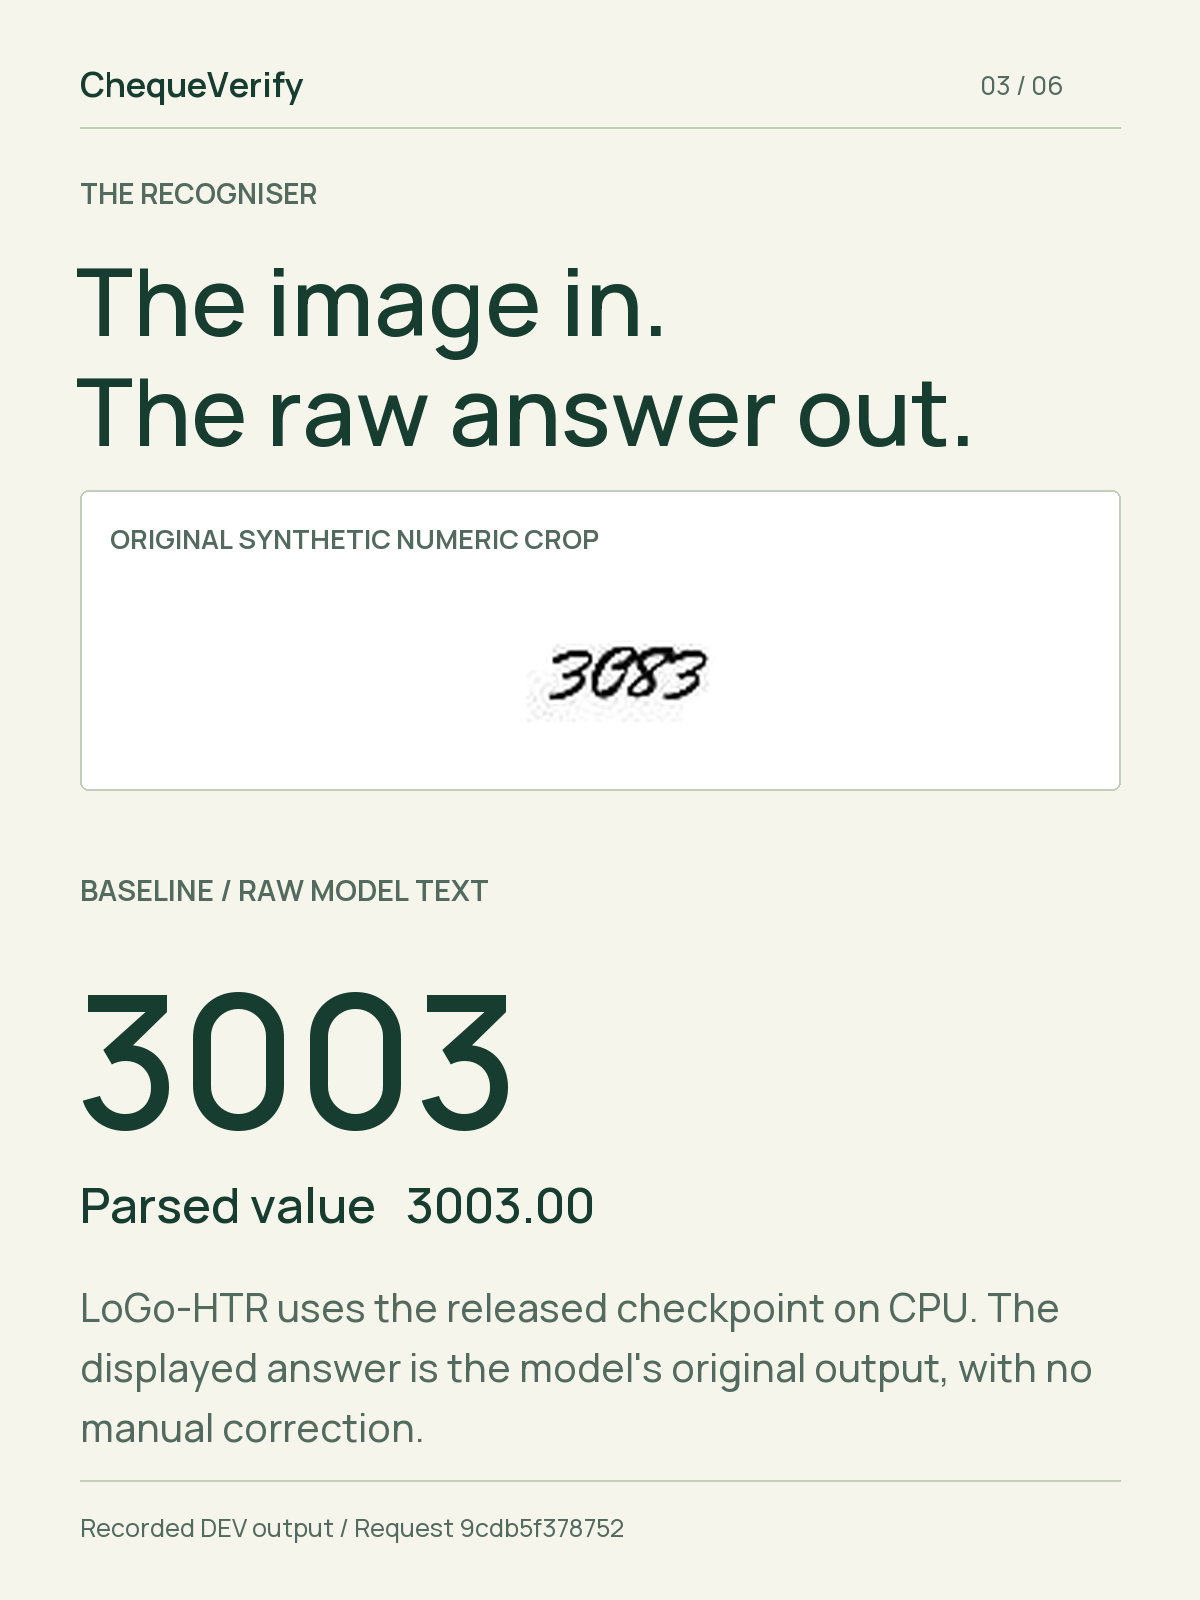 ChequeVerify
03 / 06
THE RECOGNISER
The image in.
The raw answer out.
ORIGINAL SYNTHETIC NUMERIC CROP
3083
BASELINE / RAW MODEL TEXT
3003
Parsed value 3003.00
LoGo-HTR uses the released checkpoint on CPU. The
displayed answer is the model's original output, with no
manual correction.
Recorded DEV output / Request 9cdb5f378752